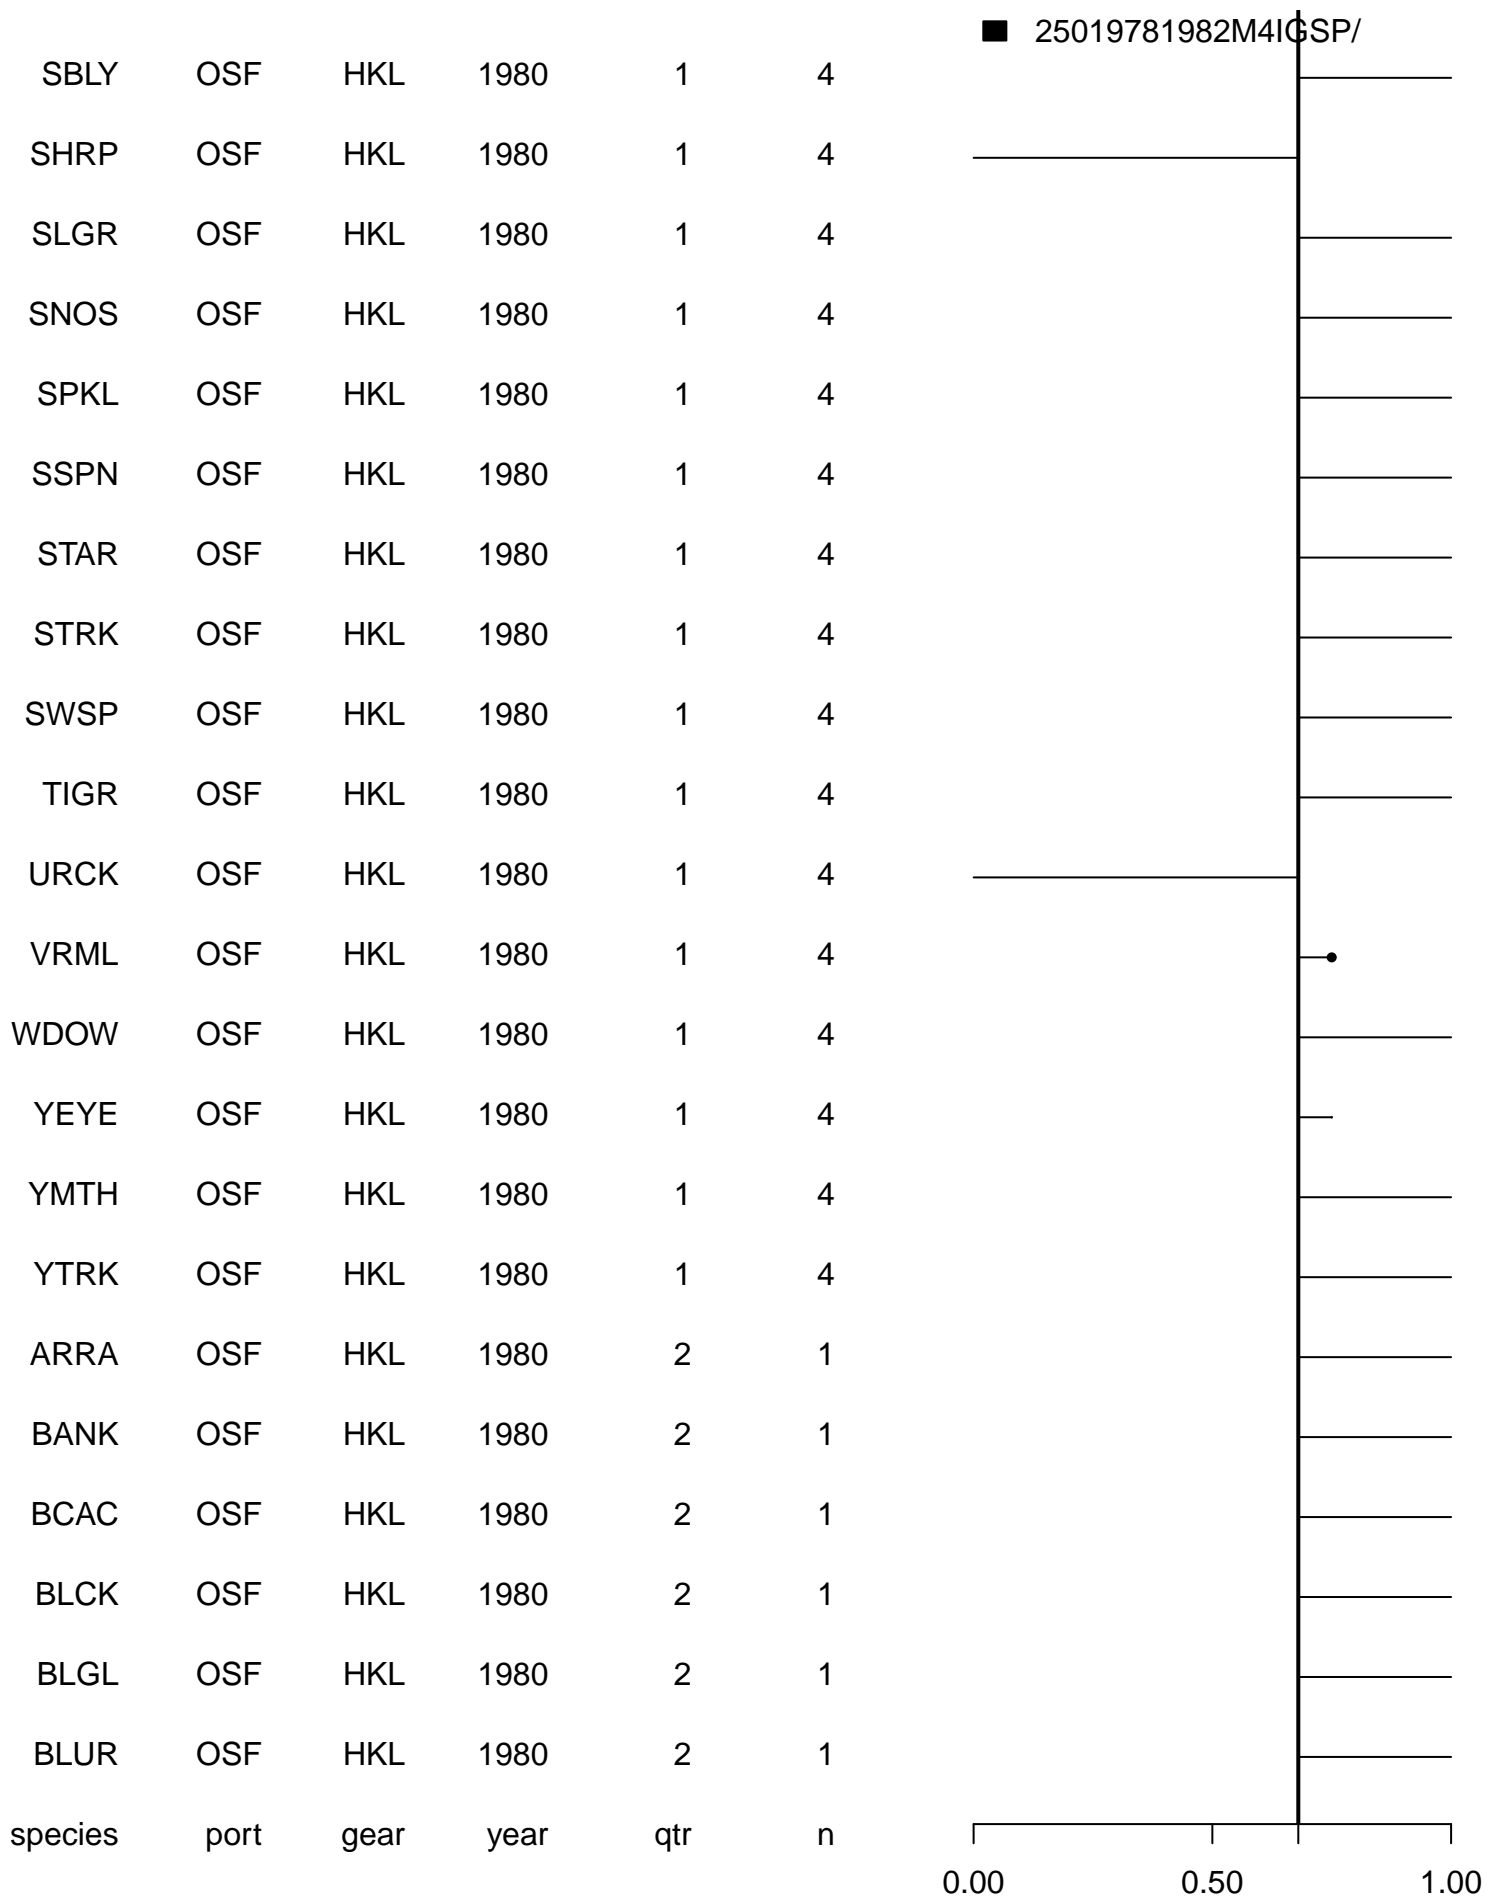 25019781982M4IGSP/
SBLY OSF HKL 1980 1 4
SHRP OSF HKL 1980 1 4
SLGR OSF HKL 1980 1 4
SNOS OSF HKL 1980 1 4
SPKL OSF HKL 1980 1 4
SSPN OSF HKL 1980 1 4
STAR OSF HKL 1980 1 4
STRK OSF HKL 1980 1 4
SWSP OSF HKL 1980 1 4
TIGR OSF HKL 1980 1 4
URCK OSF HKL 1980 1 4
VRML OSF HKL 1980 1 4
WDOW OSF HKL 1980 1 4
YEYE OSF HKL 1980 1 4
YMTH OSF HKL 1980 1 4
YTRK OSF HKL 1980 1 4
ARRA OSF HKL 1980 2 1
BANK OSF HKL 1980 2 1
BCAC OSF HKL 1980 2 1
BLCK OSF HKL 1980 2 1
BLGL OSF HKL 1980 2 1
BLUR OSF HKL 1980 2 1
species port gear year qtr n
0.00 0.50 1.00